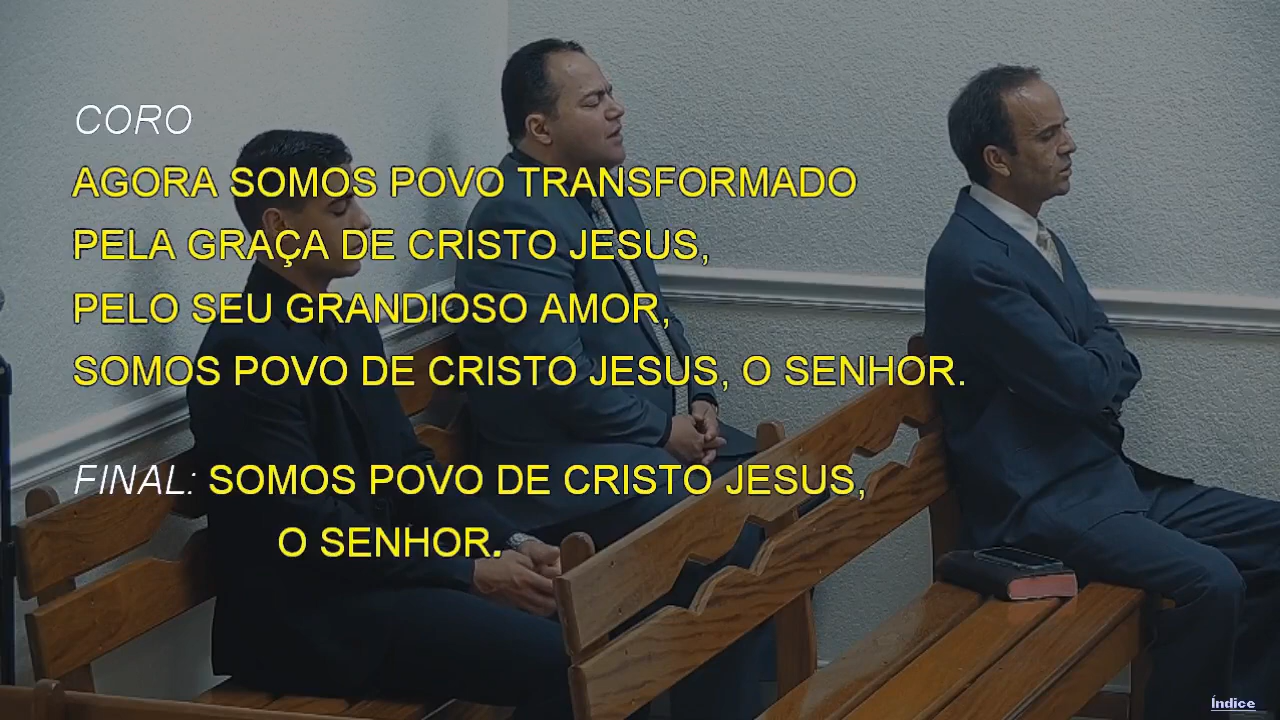 CORO
AGORA SOMOS POVO TRANSFORMADO
PELA GRAÇA DE CRISTO JESUS,
PELO SEU GRANDIOSO AMOR,
SOMOS POVO DE CRISTO JESUS, O SENHOR.
FINAL: SOMOS POVO DE CRISTO JESUS,
O SENHOR.
Índice